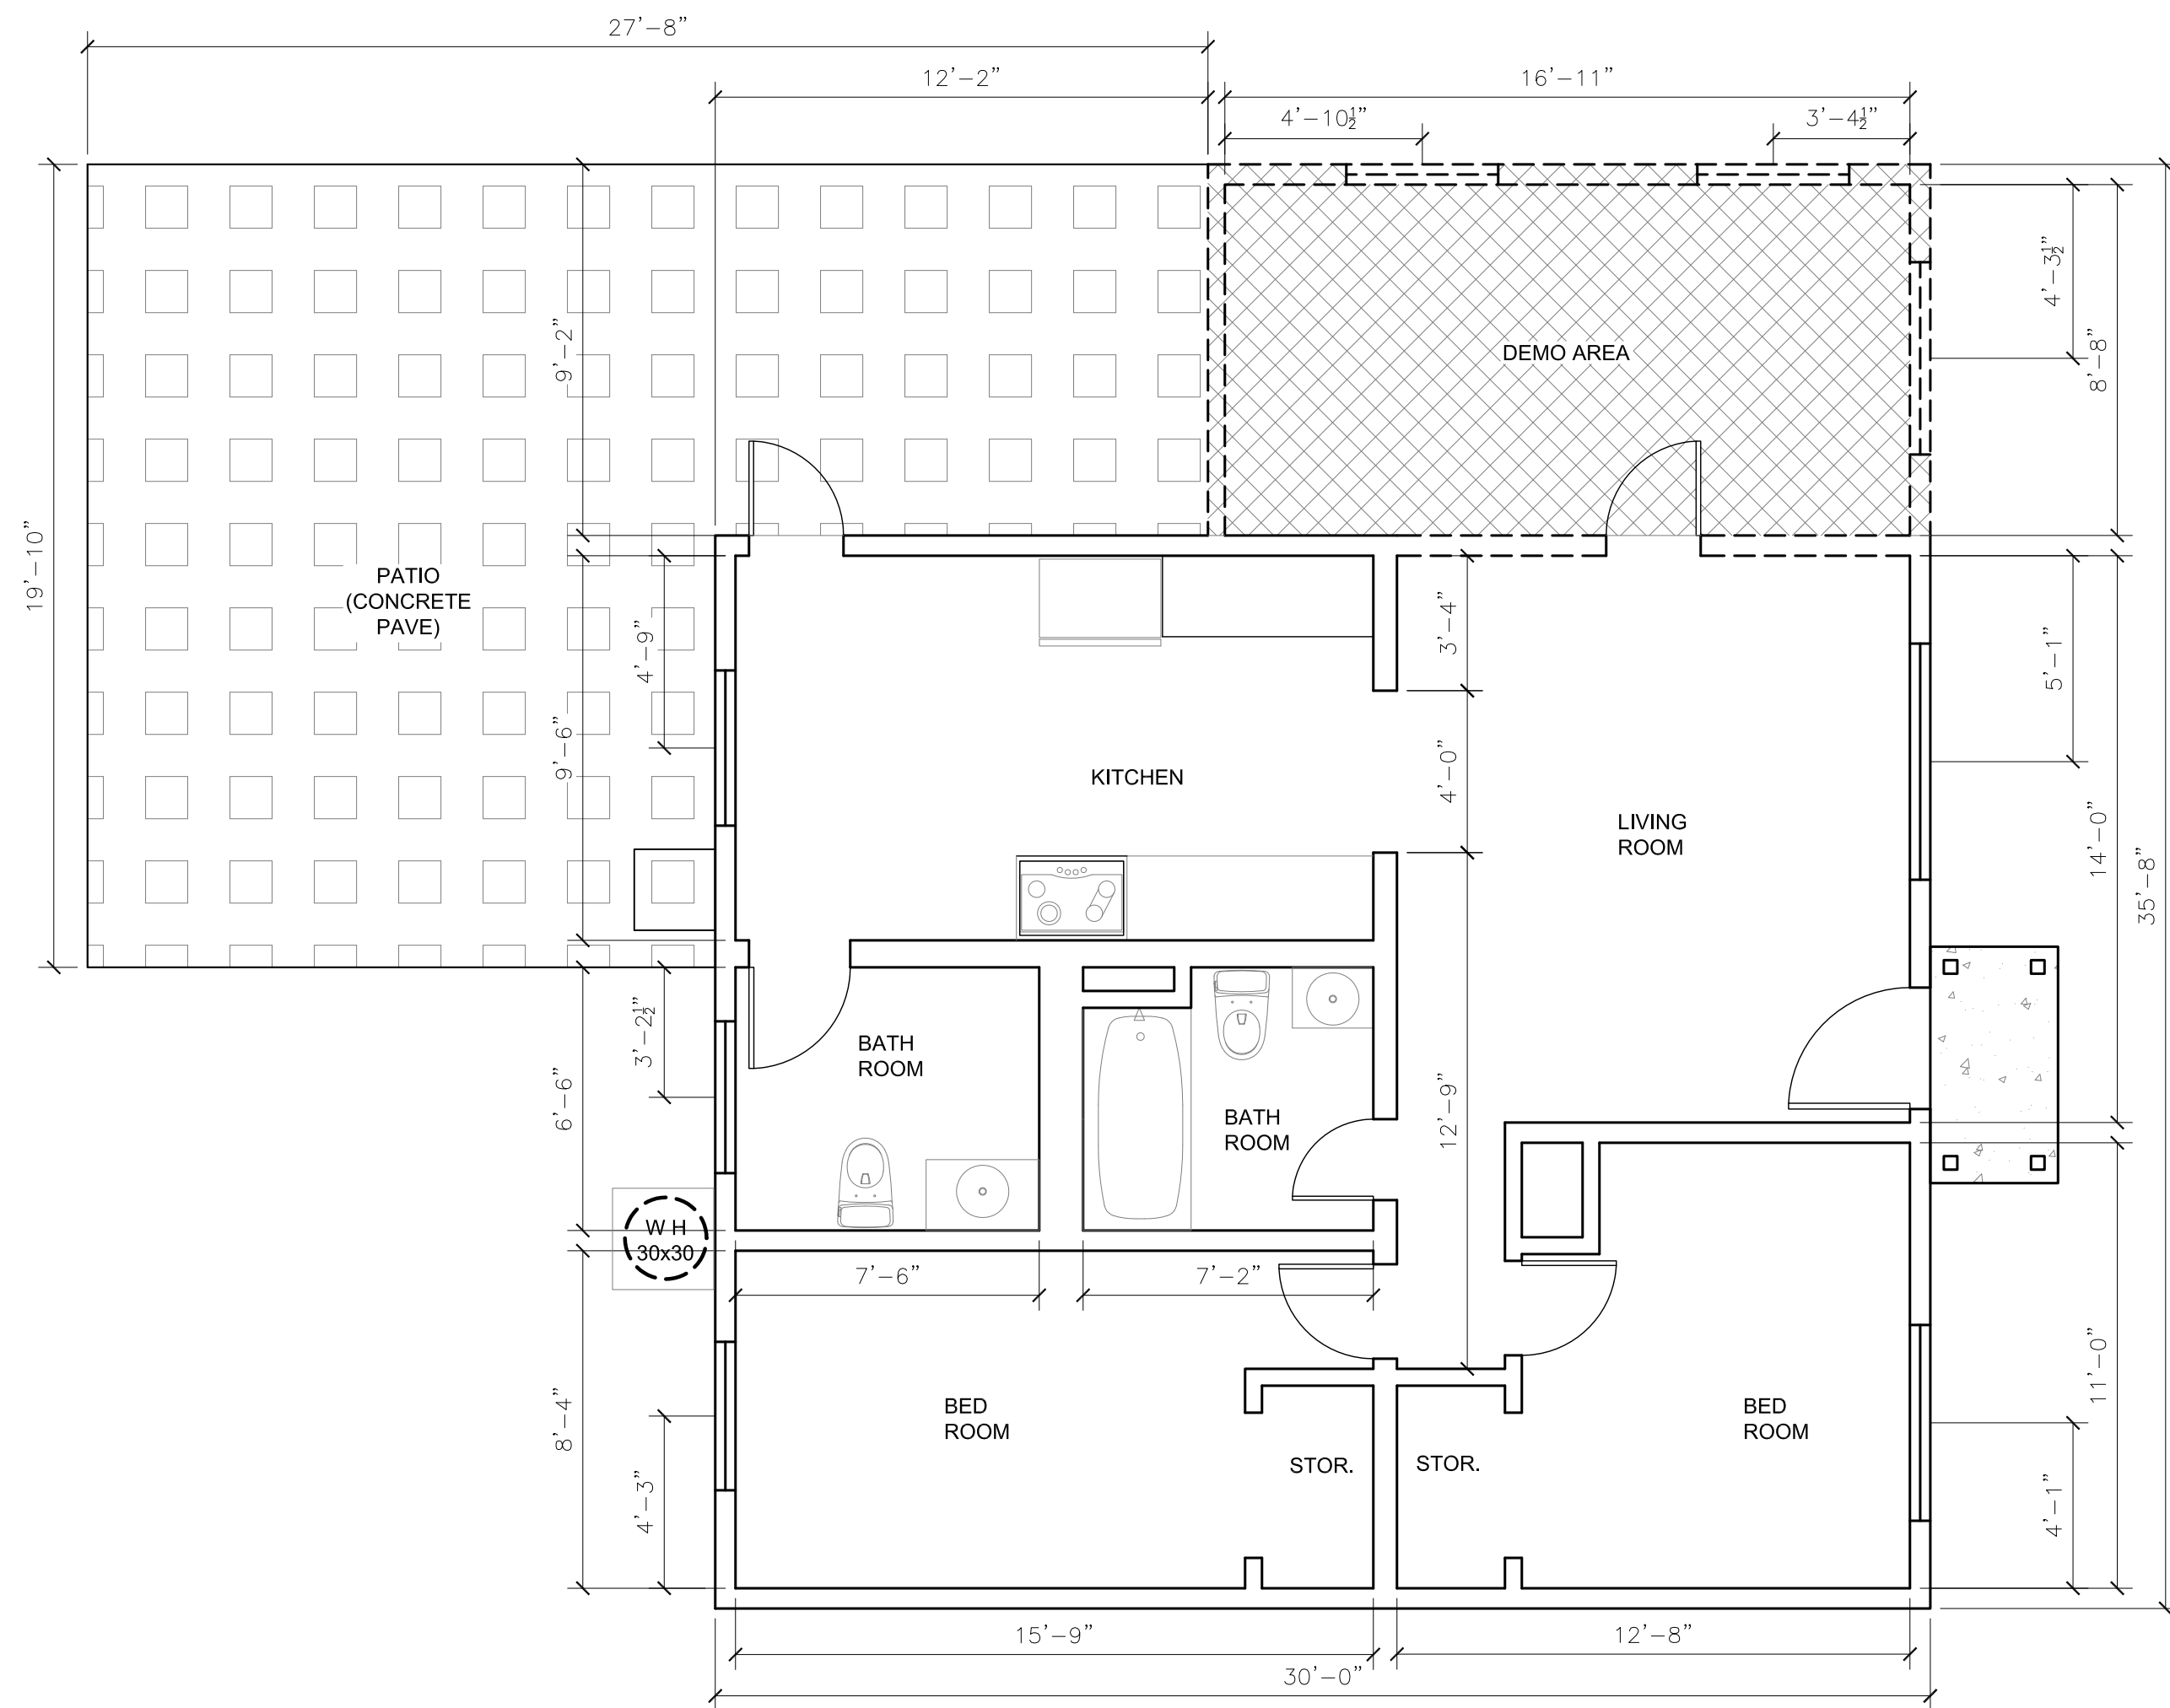 27'-8"
12'-2"
16'-11"
4'-10½"
3'-4½"
4'-3½"
9'-2"
8'-8"
DEMO AREA
19'-10"
PATIO
(CONCRETE
PAVE)
4'-9"
3'-4"
5'-1"
9'-6"
KITCHEN
4'-0"
LIVING
ROOM
14'-0"
35'-8"
3'-2½"
BATH
ROOM
6'-6"
BATH
ROOM
12'-9"
W H
30x30
7'-6"
7'-2"
11'-0"
8'-4"
BED
ROOM
BED
ROOM
STOR.
STOR.
4'-3"
4'-1"
15'-9"
12'-8"
30'-0"